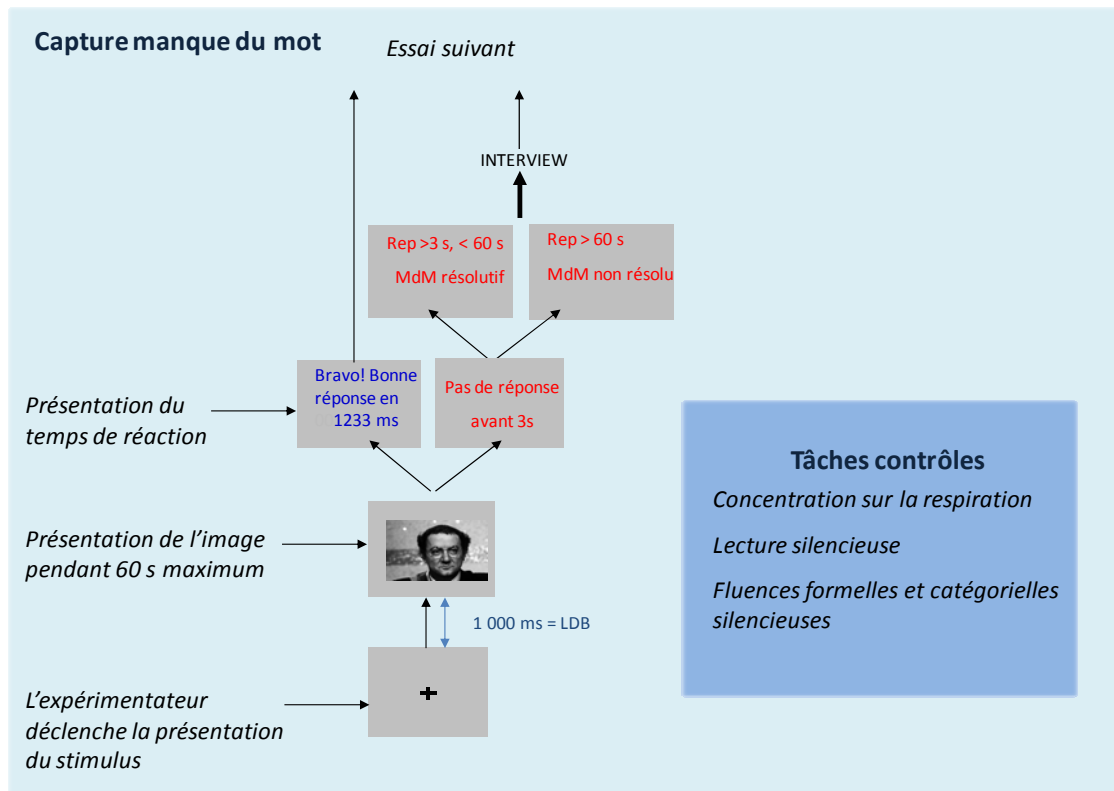 Capture manque du mot
Essai suivant
INTERVIEW
Rep >3 s, < 60 s
MdM résolutif
Rep > 60 s
MdM non résolu
Bravo! Bonne
réponse en
1233 ms
Pas de réponse
avant 3s
Présentation du
temps de réaction
Présentation de l’image
pendant 60 s maximum
1 000 ms = LDB
+
L’expérimentateur
déclenche la présentation
du stimulus
Tâches contrôles
Concentration sur la respiration
Lecture silencieuse
Fluences formelles et catégorielles
silencieuses